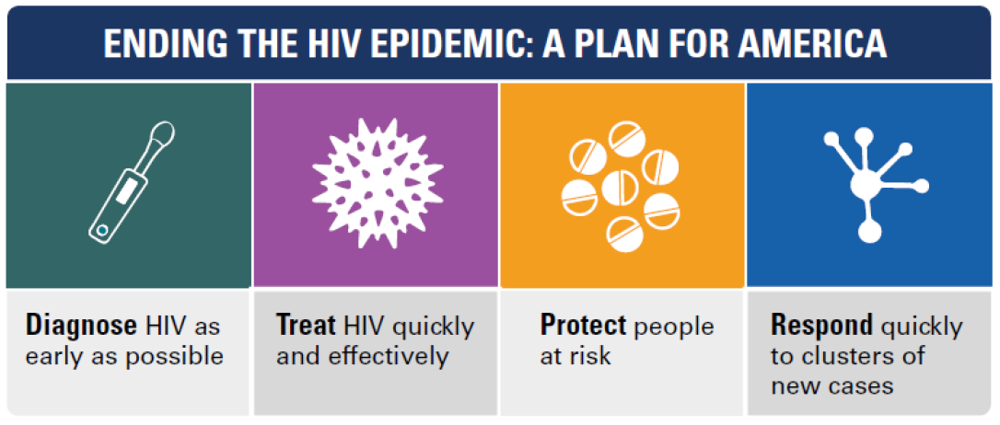 ENDING THE HIV EPIDEMIC: A PLAN FOR AMERICA
Diagnose HIV as
early as possible
Treat HIV quickly
and effectively
Protect people
at risk
Respond quickly
to clusters of
new cases